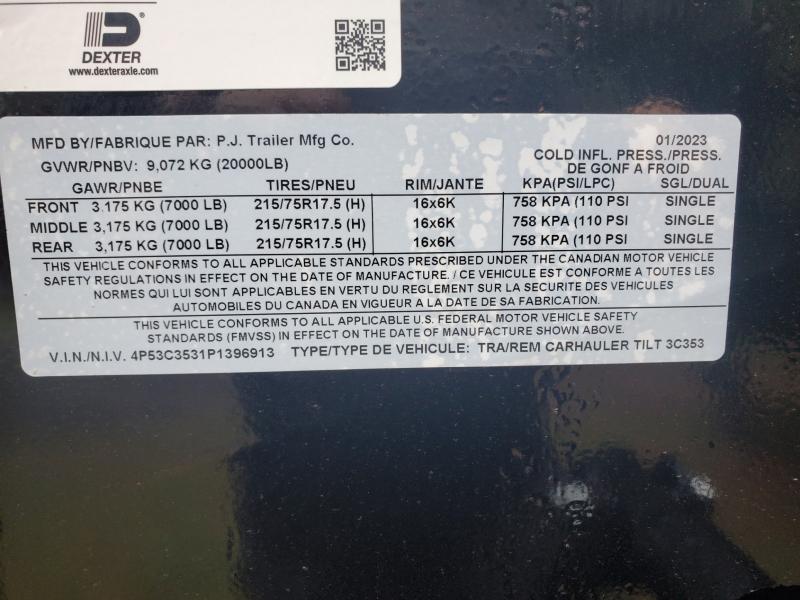 DEXTER
www.dexteraxle.com
MFD BY/FABRIQUE PAR: P.J. Trailer Mfg Co. 01/2023
GVWR/PNBV: 9,072 KG (20000LB) COLD INFL. PRESS./PRESS.
DE GONF A FROID
GAWR/PNBE TIRES/PNEU RIM/JANTE KPA(PSI/LPC) SGL/DUAL
FRONT 3.175 KG (7000 LB) 215/75R17.5 (H) 16x6K 758 KPA (110 PSI SINGLE
MIDDLE 3,175 KG (7000 LB) 215/75R17.5 (H) 16x6K 758 KPA (110 PSI SINGLE
REAR 3,175 KG (7000 LB) 215/75R17.5 (H) 16x6K 758 KPA (110 PSI SINGLE
THIS VEHICLE CONFORMS TO ALL APPLICABLE STANDARDS PRESCRIBED UNDER THE CANADIAN MOTOR VEHICLE
SAFETY REGULATIONS IN EFFECT ON THE DATE OF MANUFACTURE. / CE VEHICULE EST CONFORME A TOUTES LES
NORMES QUI LUI SONT APPLICABLES EN VERTU DU REGLEMENT SUR LA SECURITE DES VEHICULES
AUTOMOBILES DU CANADA EN VIGUEUR A LA DATE DE SA FABRICATION.
THIS VEHICLE CONFORMS TO ALL APPLICABLE U.S. FEDERAL MOTOR VEHICLE SAFETY
STANDARDS (FMVSS) IN EFFECT ON THE DATE OF MANUFACTURE SHOWN ABOVE.
V.I.N./N.I.V. 4P53C3531P1396913 TYPE/TYPE DE VEHICULE: TRA/REM CARHAULER TILT 3C353